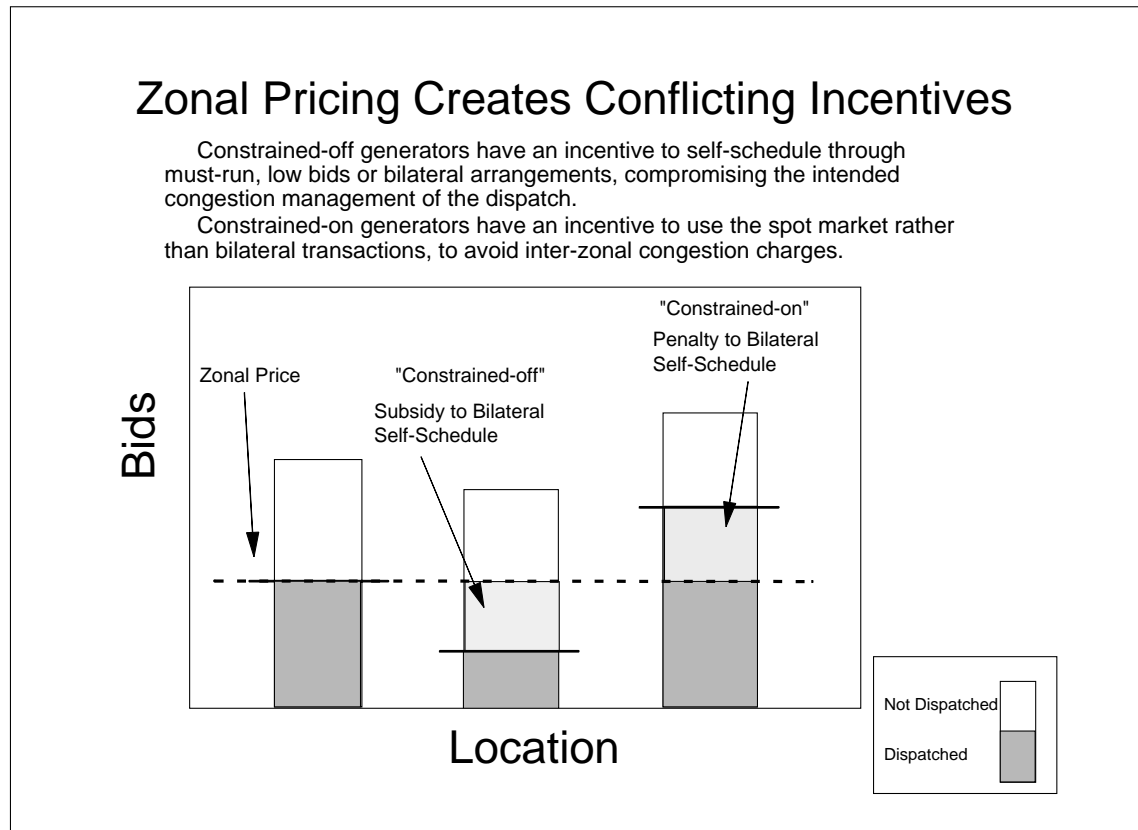 Zonal Pricing Creates Conflicting Incentives
Constrained-off generators have an incentive to self-schedule through
must-run, low bids or bilateral arrangements, compromising the intended
congestion management of the dispatch.
Constrained-on generators have an incentive to use the spot market rather
than bilateral transactions, to avoid inter-zonal congestion charges.
"Constrained-on"
Penalty to Bilateral
Self-Schedule
Zonal Price
"Constrained-off"
Subsidy to Bilateral
Self-Schedule
Bids
Location
Not Dispatched
Dispatched